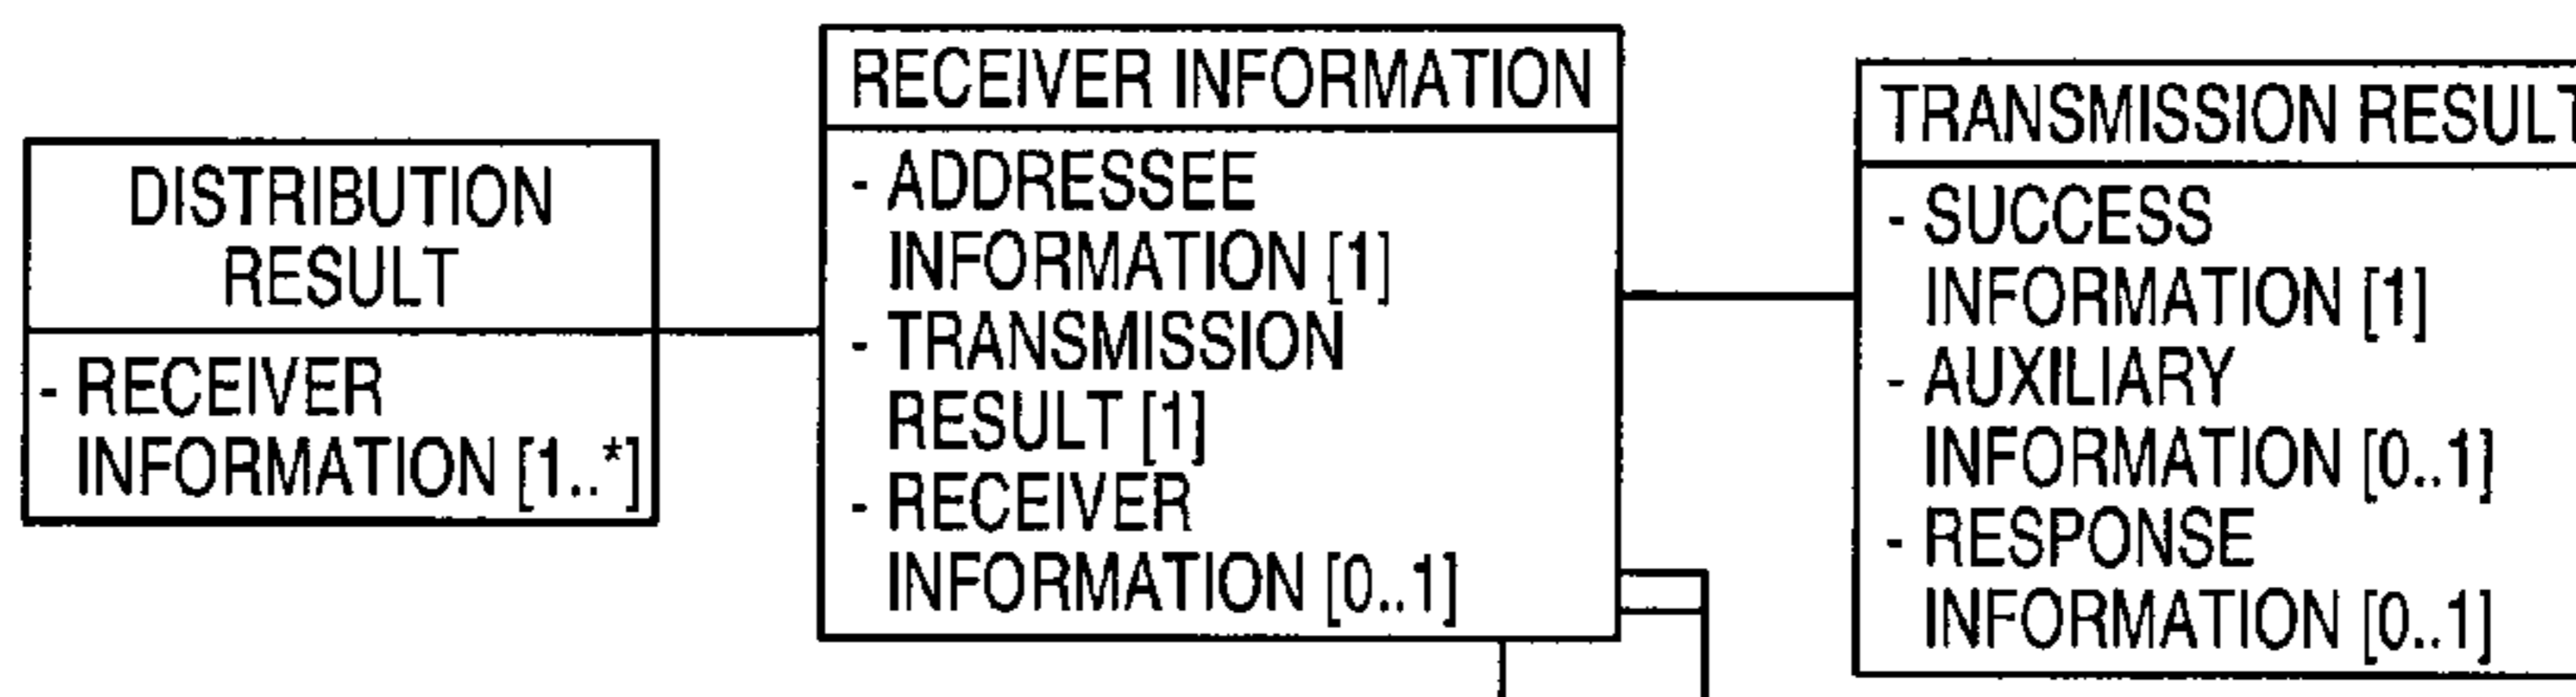 DISTRIBUTION
RESULT
- RECEIVER
INFORMATION [1..*]
RECEIVER INFORMATION
- ADDRESSEE
INFORMATION [1]
- TRANSMISSION
RESULT [1]
- RECEIVER
INFORMATION [0..1]
TRANSMISSION RESULT
- SUCCESS
INFORMATION [1]
- AUXILIARY
INFORMATION [0..1]
- RESPONSE
INFORMATION [0..1]